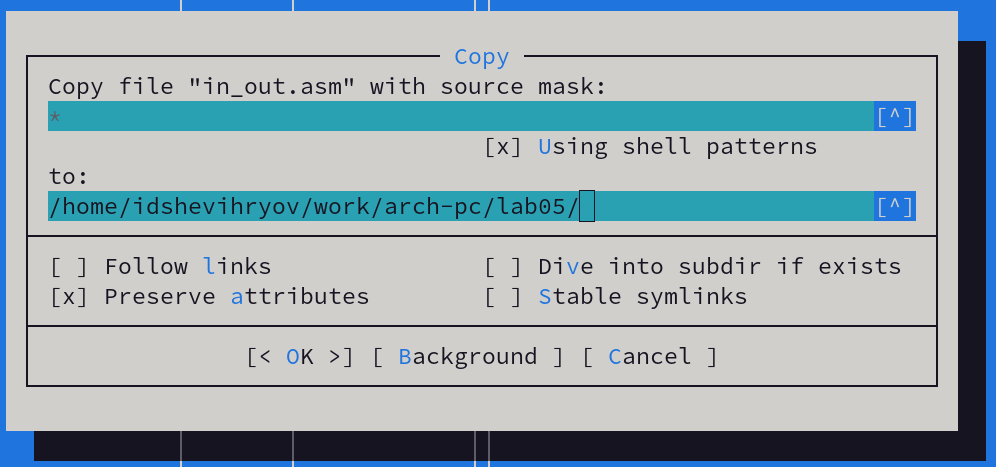 Copy
Copy file "in_out.asm" with source mask:
* [^]
[x] Using shell patterns
to:
/home/idshevihryov/work/arch-pc/lab05/ [^]
[ ] Follow links [ ] Dive into subdir if exists
[x] Preserve attributes [ ] Stable symlinks
[< OK >] [ Background ] [ Cancel ]